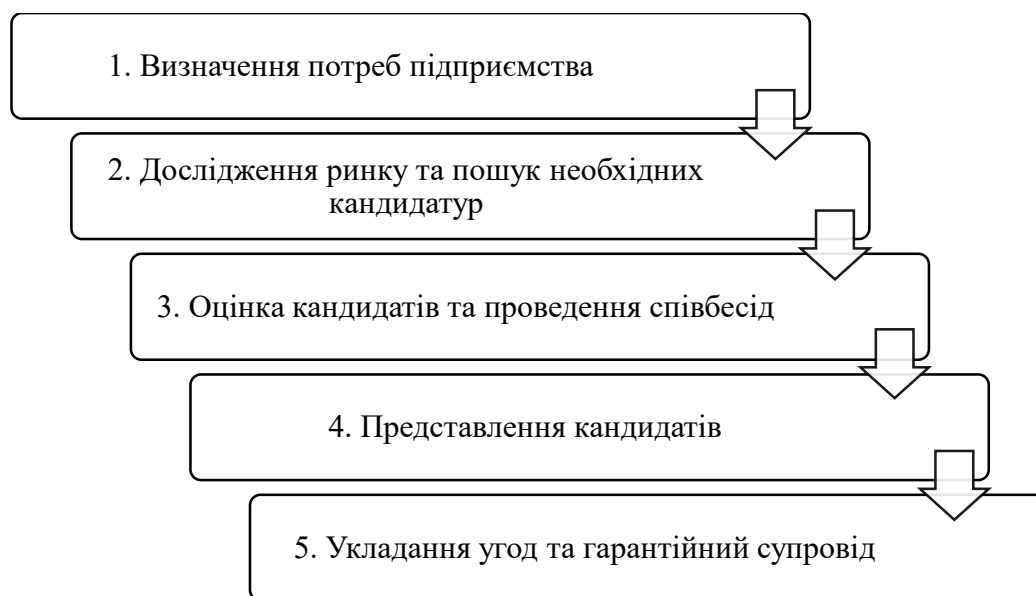 1. Визначення потреб підприємства
2. Дослідження ринку та пошук необхідних
кандидатур
3. Оцінка кандидатів та проведення співбесід
4. Представлення кандидатів
5. Укладання угод та гарантійний супровід